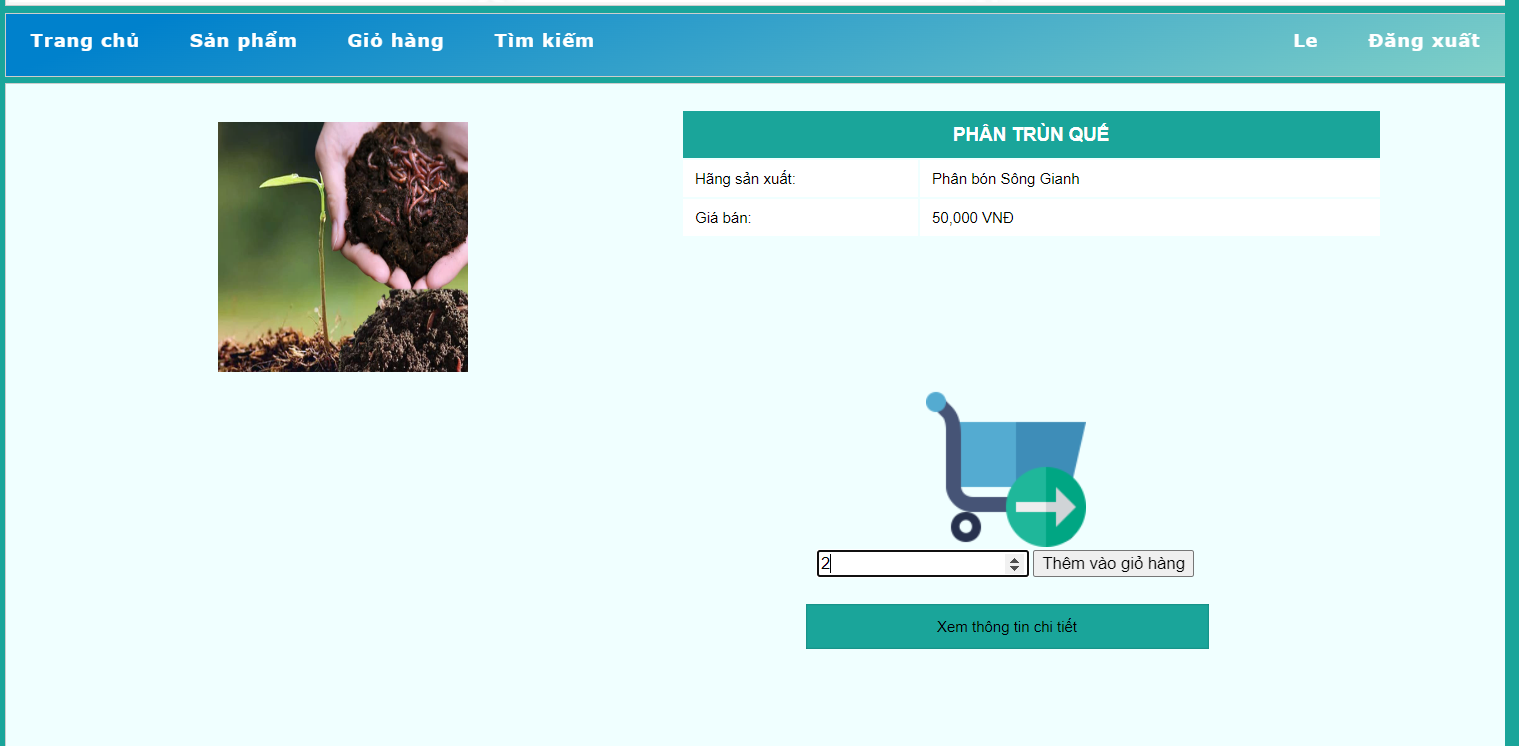 Trang chủ Sản phẩm Giỏ hàng Tìm kiếm Le Đăng xuất
PHÂN TRÙN QUẾ
Hãng sản xuất: Phân bón Sông Gianh
Giá bán: 50,000 VNĐ
2 Thêm vào giỏ hàng
Xem thông tin chi tiết